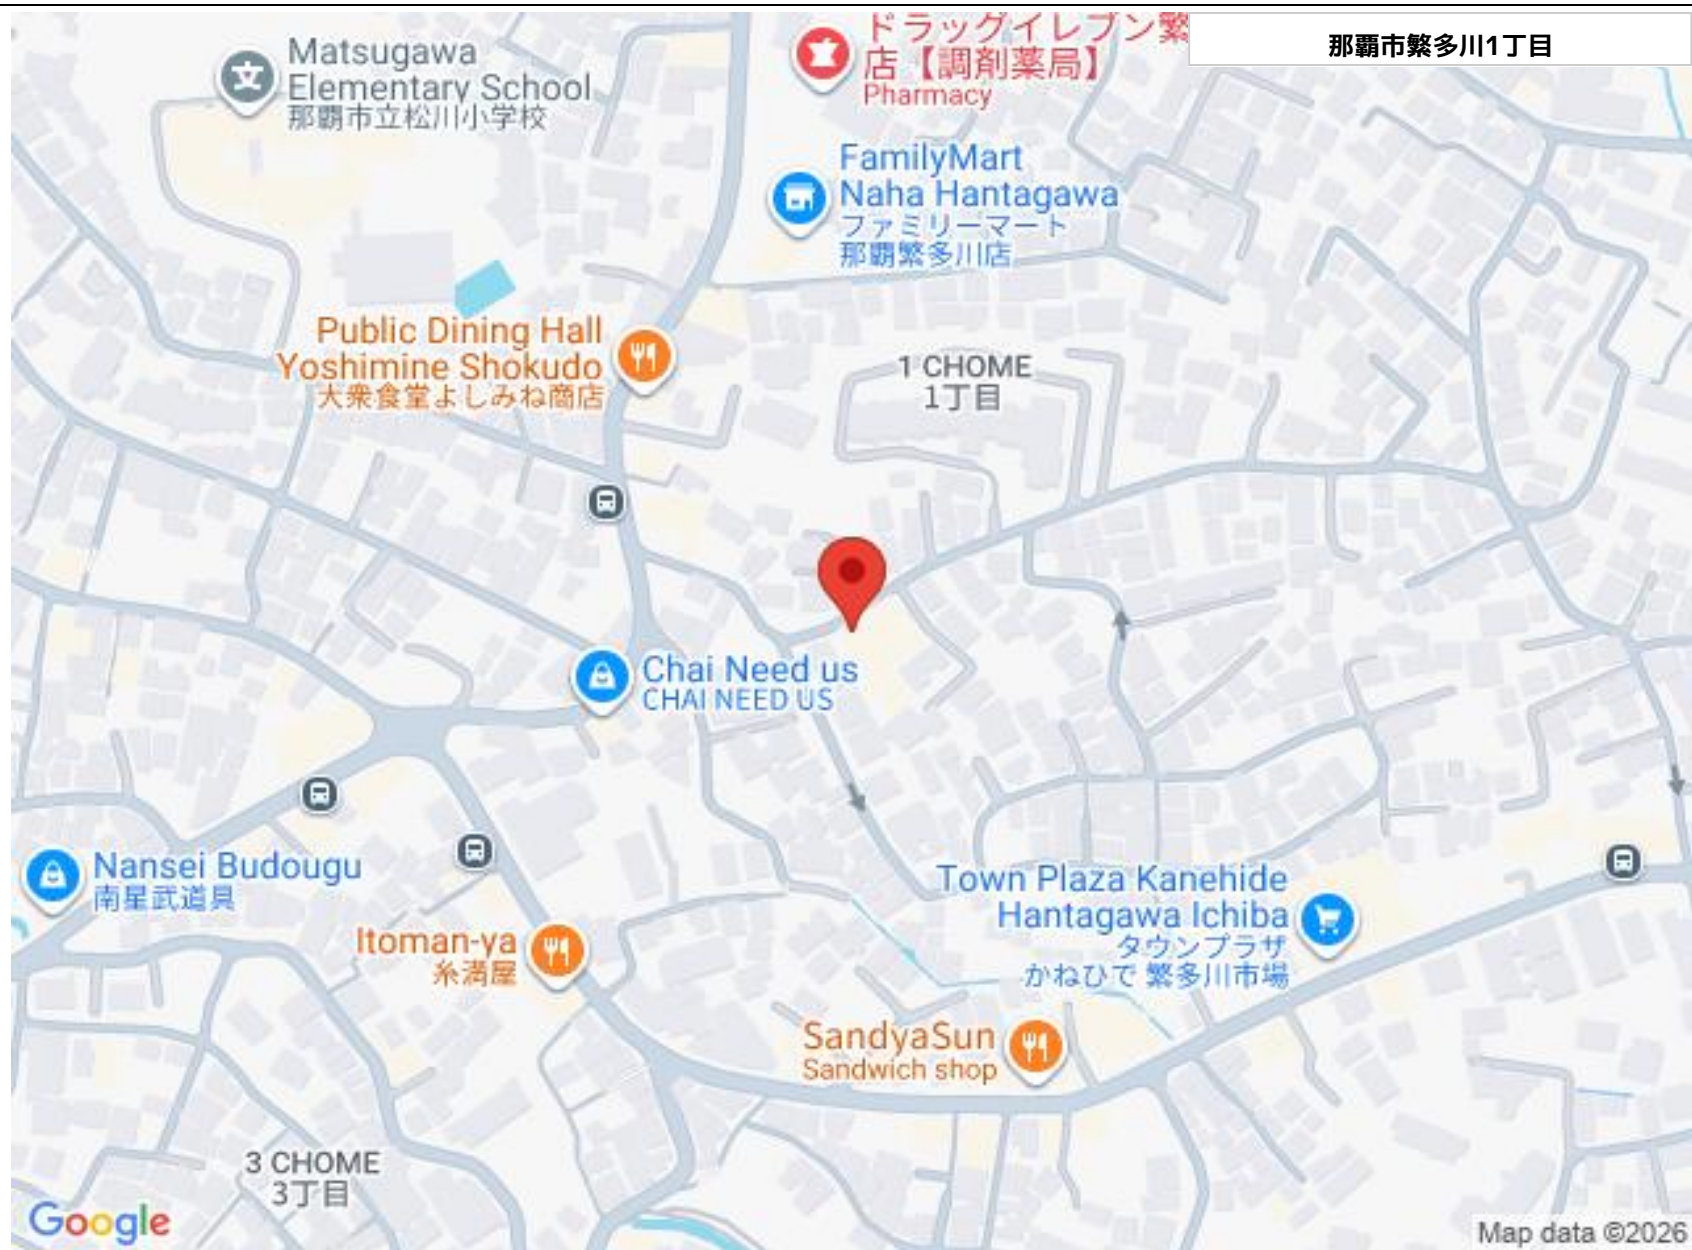 ドラッグイレブン繁
店【調剤薬局】
Pharmacy
那覇市繁多川1丁目
Matsugawa
Elementary School
那覇市立松川小学校
FamilyMart
Naha Hantagawa
ファミリーマート
那覇繁多川店
Public Dining Hall
Yoshimine Shokudo
大衆食堂よしみね商店
1 CHOME
1丁目
Chai Need us
CHAI NEED US
Nansei Budougu
南星武道具
Town Plaza Kanehide
Hantagawa Ichiba
タウンプラザ
かねひで 繁多川市場
Itoman-ya
糸満屋
SandyaSun
Sandwich shop
3 CHOME
3丁目
Google
Map data ©2026